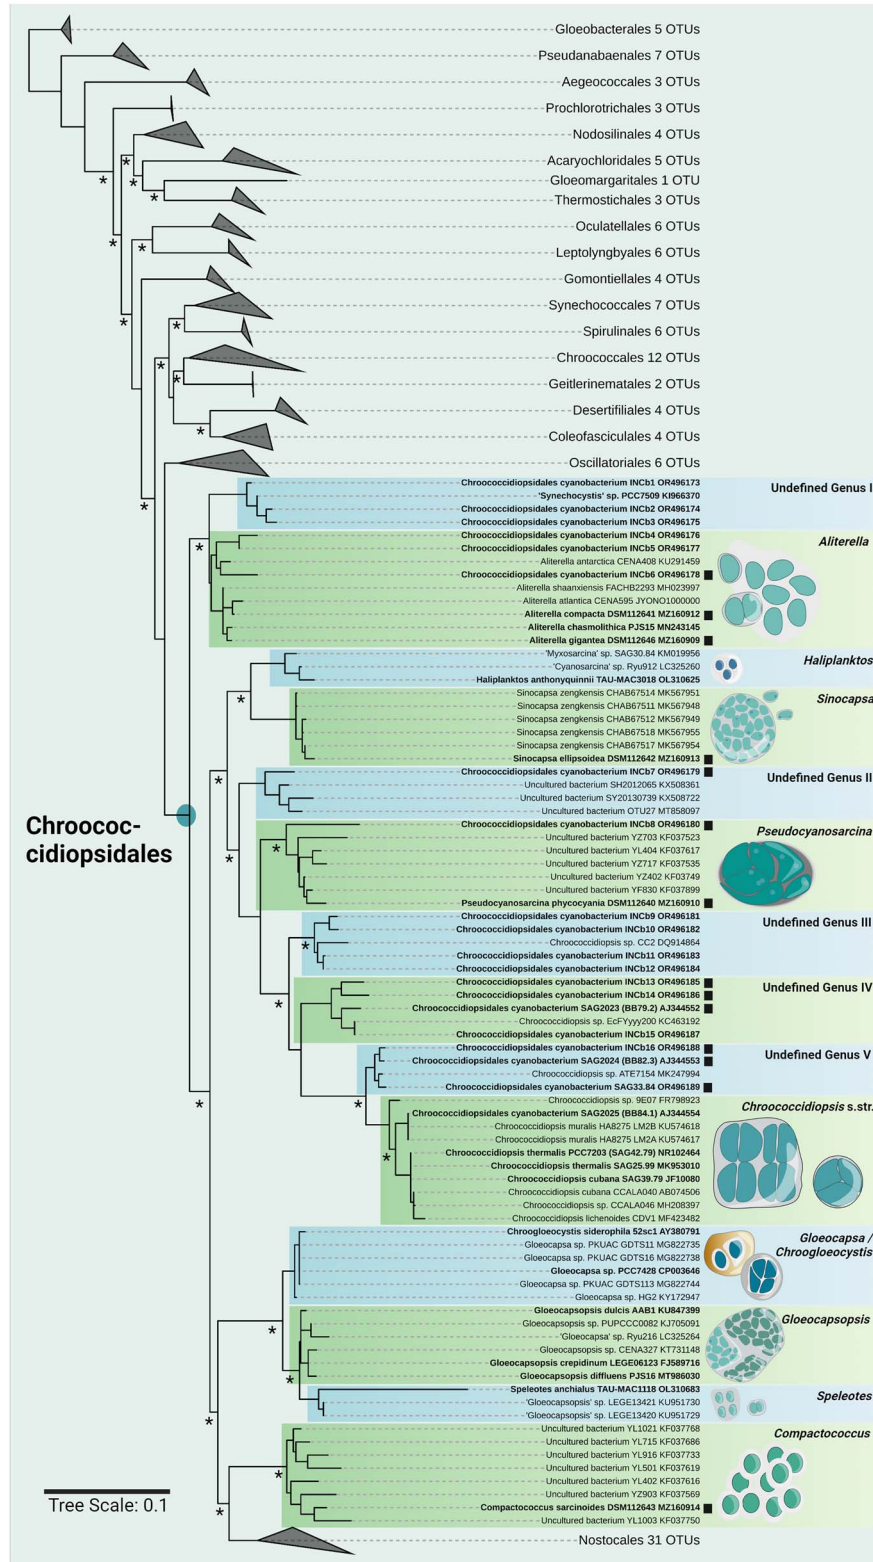 Gloeobacterales 5 OTUs
Pseudanabaenales 7 OTUs
Aegeococcales 3 OTUs
Prochlorotrichales 3 OTUs
Nodosilinales 4 OTUs
Acaryochloridales 5 OTUs
Gloeomargaritales 1 OTU
Thermostichales 3 OTUs
Oculatellales 6 OTUs
Leptolyngbyales 6 OTUs
Gomontiellales 4 OTUs
Synechococcales 7 OTUs
Spirulinales 6 OTUs
Chroococcales 12 OTUs
Geitlerinematales 2 OTUs
Desertifiliales 4 OTUs
Coleofasciculales 4 OTUs
Oscillatoriales 6 OTUs
Chroococcidiopsidales cyanobacterium INCb1 OR496173
Undefined Genus I
'Synechocystis' sp. PCC7509 KI966370
Chroococcidiopsidales cyanobacterium INCb2 OR496174
Chroococcidiopsidales cyanobacterium INCb3 OR496175
Chroococcidiopsidales cyanobacterium INCb4 OR496176
Aliterella
Chroococcidiopsidales cyanobacterium INCb5 OR496177
Aliterella antarctica CENA408 KU291459
Chroococcidiopsidales cyanobacterium INCb6 OR496178
Aliterella shaanxiensis FACHB2293 MH023997
Aliterella atlantica CENA595 JYONO1000000
Aliterella compacta DSM112641 MZ160912
Aliterella chasmolithica PJS15 MN243145
Aliterella gigantea DSM112646 MZ160909
'Myxosarcina' sp. SAG30.84 KM019956
Haliplanktos
'Cyanosarcina' sp. Ryu912 LC325260
Haliplanktos anthonyquinnii TAU-MAC3018 OL310625
Sinocapsa zengkensis CHAB67514 MK567951
Sinocapsa
Sinocapsa zengkensis CHAB67511 MK567948
Sinocapsa zengkensis CHAB67512 MK567949
Sinocapsa zengkensis CHAB67518 MK567955
Sinocapsa zengkensis CHAB67517 MK567954
Sinocapsa ellipsoidea DSM112642 MZ160913
Chroococcidiopsidales cyanobacterium INCb7 OR496179
Undefined Genus II
Uncultured bacterium SH2012065 KX508361
Uncultured bacterium SY20130739 KX508722
Uncultured bacterium OTU27 MT858097
Chroococ-
cidiopsidales
Chroococcidiopsidales cyanobacterium INCb8 OR496180
Pseudocyanosarcina
Uncultured bacterium YZ703 KF037523
Uncultured bacterium YL404 KF037617
Uncultured bacterium YZ717 KF037535
Uncultured bacterium YZ402 KF03749
Uncultured bacterium YF830 KF037899
Pseudocyanosarcina phycocyania DSM112640 MZ160910
Chroococcidiopsidales cyanobacterium INCb9 OR496181
Undefined Genus III
Chroococcidiopsidales cyanobacterium INCb10 OR496182
Chroococcidiopsis sp. CC2 DQ914864
Chroococcidiopsidales cyanobacterium INCb11 OR496183
Chroococcidiopsidales cyanobacterium INCb12 OR496184
Chroococcidiopsidales cyanobacterium INCb13 OR496185
Undefined Genus IV
Chroococcidiopsidales cyanobacterium INCb14 OR496186
Chroococcidiopsidales cyanobacterium SAG2023 (BB79.2) AJ344552
Chroococcidiopsis sp. EcFYyyy200 KC463192
Chroococcidiopsidales cyanobacterium INCb15 OR496187
Chroococcidiopsidales cyanobacterium INCb16 OR496188
Undefined Genus V
Chroococcidiopsidales cyanobacterium SAG2024 (BB82.3) AJ344553
Chroococcidiopsis sp. ATE7154 MK247994
Chroococcidiopsidales cyanobacterium SAG33.84 OR496189
Chroococcidiopsis sp. 9E07 FR798923
Chroococcidiopsis s.str.
Chroococcidiopsidales cyanobacterium SAG2025 (BB84.1) AJ344554
Chroococcidiopsis muralis HA8275 LM2B KU574618
Chroococcidiopsis muralis HA8275 LM2A KU574617
Chroococcidiopsis thermalis PCC7203 (SAG42.79) NR102464
Chroococcidiopsis thermalis SAG25.99 MK953010
Chroococcidiopsis cubana SAG39.79 JF10080
Chroococcidiopsis cubana CCALA040 AB074506
Chroococcidiopsis sp. CCALA046 MH208397
Chroococcidiopsis lichenoides CDV1 MF423482
Chroogloeocystis siderophila 52sc1 AY380791
Gloeocapsa /
Chroogloeocystis
Gloeocapsa sp. PKUAC GDTS11 MG822735
Gloeocapsa sp. PKUAC GDTS16 MG822738
Gloeocapsa sp. PCC7428 CP003646
Gloeocapsa sp. PKUAC GDTS113 MG822744
Gloeocapsa sp. HG2 KY172947
Gloeocapsopsis dulcis AAB1 KU847399
Gloeocapsopsis
Gloeocapsopsis sp. PUPCCC0082 KJ705091
'Gloeocapsa' sp. Ryu216 LC325264
Gloeocapsopsis sp. CENA327 KT731148
Gloeocapsopsis crepidinum LEGE06123 FJ589716
Gloeocapsopsis diffluens PJS16 MT986030
Speleotes anchialus TAU-MAC1118 OL310683
Speleotes
'Gloeocapsopsis' sp. LEGE13421 KU951730
'Gloeocapsopsis' sp. LEGE13420 KU951729
Uncultured bacterium YL1021 KF037768
Compactococcus
Uncultured bacterium YL715 KF037686
Uncultured bacterium YL916 KF037733
Uncultured bacterium YL501 KF037619
Uncultured bacterium YL402 KF037616
Uncultured bacterium YZ903 KF037569
Compactococcus sarcinoides DSM112643 MZ160914
Uncultured bacterium YL1003 KF037750
Tree Scale: 0.1
Nostocales 31 OTUs